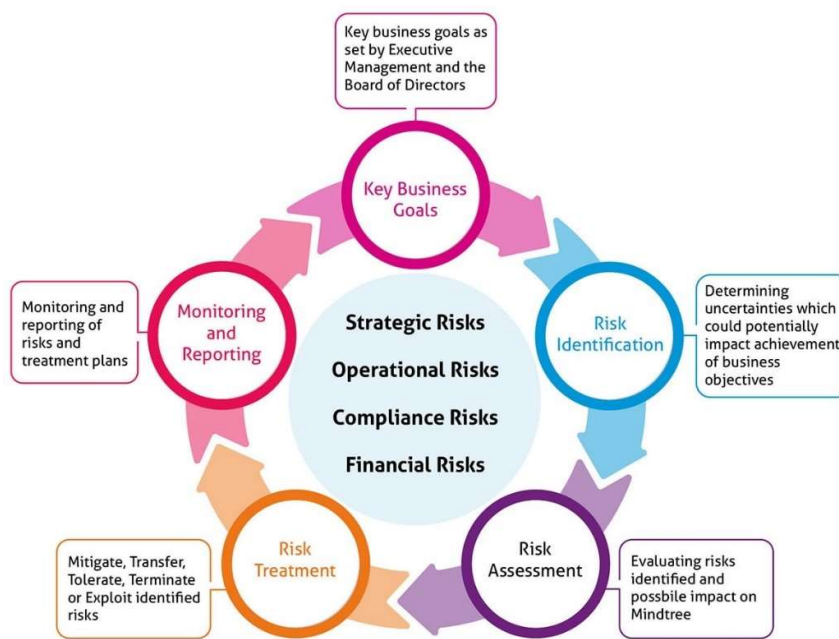 Key business goals as
set by Executive
Management and the
Board of Directors
Key Business
Goals
Monitoring and
reporting of
risks and
treatment plans
Monitoring
and
Reporting
Strategic Risks
Operational Risks
Compliance Risks
Financial Risks
Risk
Identification
Determining
uncertainties which
could potentially
impact achievement
of business
objectives
Mitigate, Transfer,
Tolerate, Terminate
or Exploit identified
risks
Risk
Treatment
Risk
Assessment
Evaluating risks
identified and
possbile impact on
Mindtree